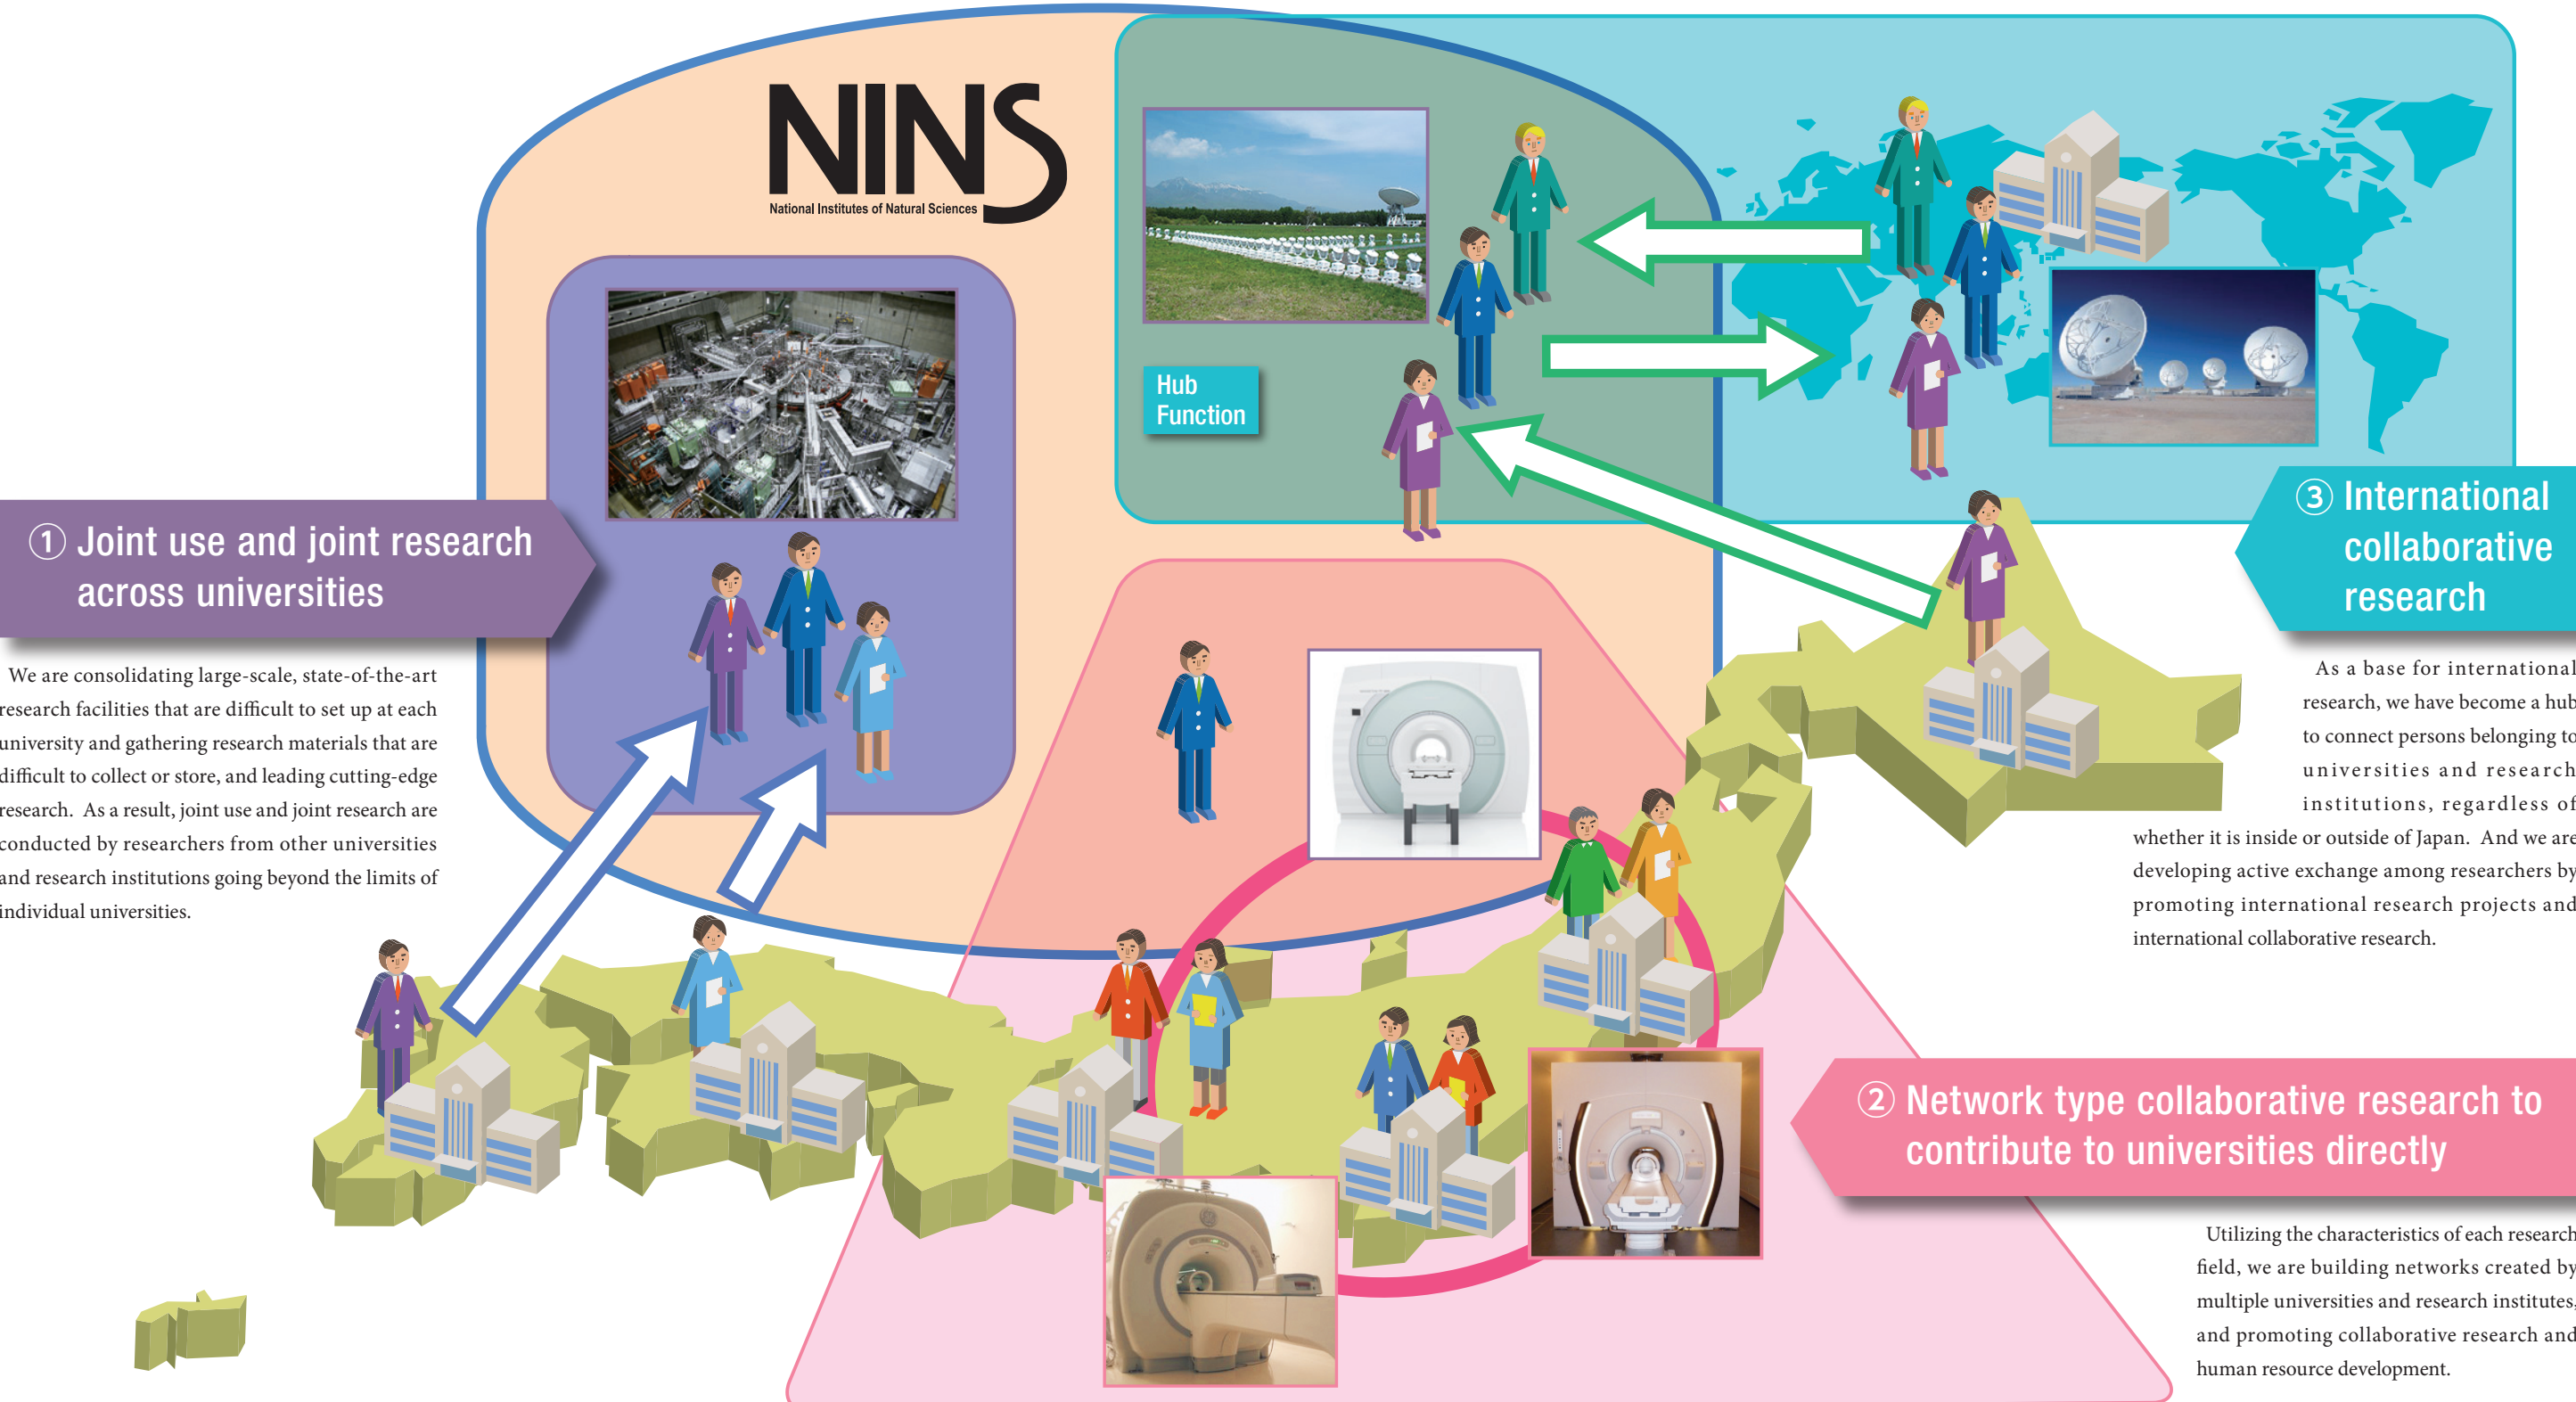 NINS
National Institutes of Natural Sciences
Hub
Function
① Joint use and joint research
across universities
We are consolidating large-scale, state-of-the-art
research facilities that are difficult to set up at each
university and gathering research materials that are
difficult to collect or store, and leading cutting-edge
research. As a result, joint use and joint research are
conducted by researchers from other universities
and research institutions going beyond the limits of
individual universities.
③ International
collaborative
research
As a base for international
research, we have become a hub
to connect persons belonging to
universities and research
institutions, regardless of
whether it is inside or outside of Japan. And we are
developing active exchange among researchers by
promoting international research projects and
international collaborative research.
② Network type collaborative research to
contribute to universities directly
Utilizing the characteristics of each research
field, we are building networks created by
multiple universities and research institutes,
and promoting collaborative research and
human resource development.